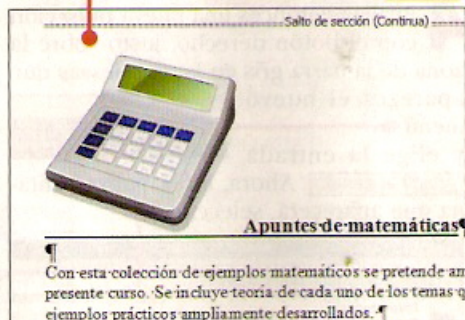 Salto de sección (Continua)
Apuntes·de·matemáticas¶
¶
Con·esta·colección·de·ejemplos·matemáticos·se·pretende
presente·curso.·Se·incluye·teoría·de·cada·uno·de·los·temas
ejemplos·prácticos·ampliamente·desarrollados.·¶